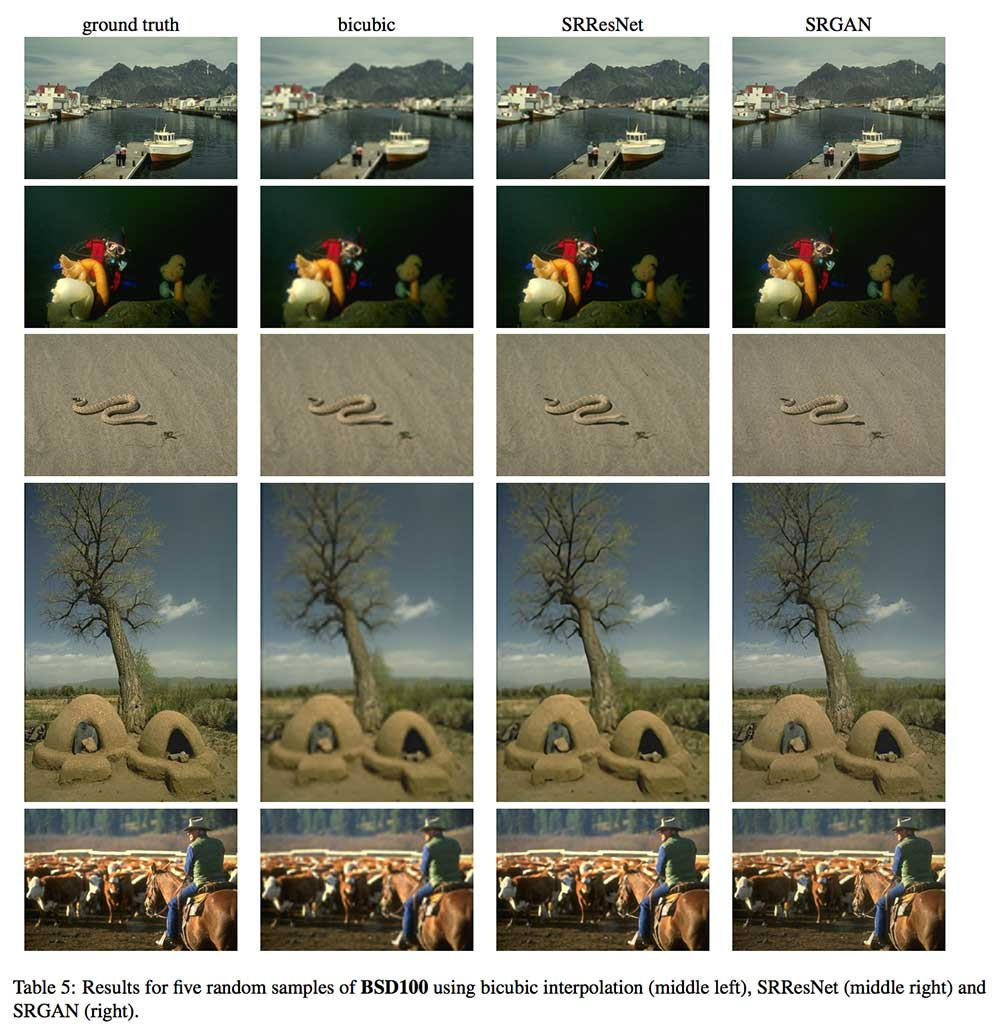 ground truth
bicubic
SRResNet
SRGAN
Table 5: Results for five random samples of BSD100 using bicubic interpolation (middle left), SRResNet (middle right) and
SRGAN (right).